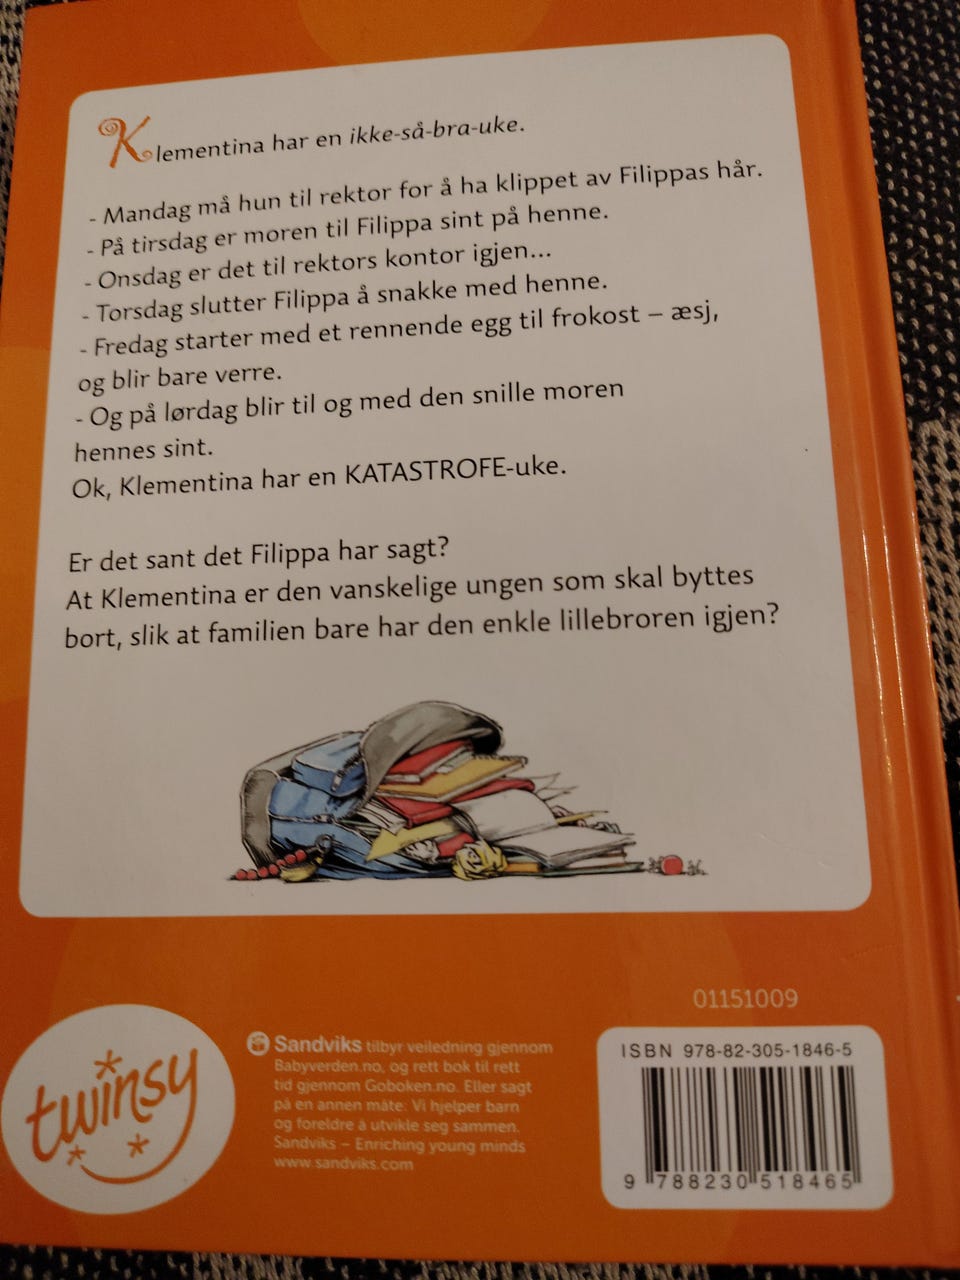 Klementina har en ikke-så-bra-uke.
- Mandag må hun til rektor for å ha klippet av Filippas hår.
- På tirsdag er moren til Filippa sint på henne.
- Onsdag er det til rektors kontor igjen...
- Torsdag slutter Filippa å snakke med henne.
- Fredag starter med et rennende egg til frokost – æsj,
og blir bare verre.
- Og på lørdag blir til og med den snille moren
hennes sint.
Ok, Klementina har en KATASTROFE-uke.
Er det sant det Filippa har sagt?
At Klementina er den vanskelige ungen som skal byttes
bort, slik at familien bare har den enkle lillebroren igjen?
twinsy
Sandviks tilbyr veiledning gjennom
Babyverden.no, og rett bok til rett
tid gjennom Goboken.no. Eller sagt
på en annen måte: Vi hjelper barn
og foreldre å utvikle seg sammen.
Sandviks – Enriching young minds
www.sandviks.com
01151009
ISBN 978-82-305-1846-5
9 788230 518465